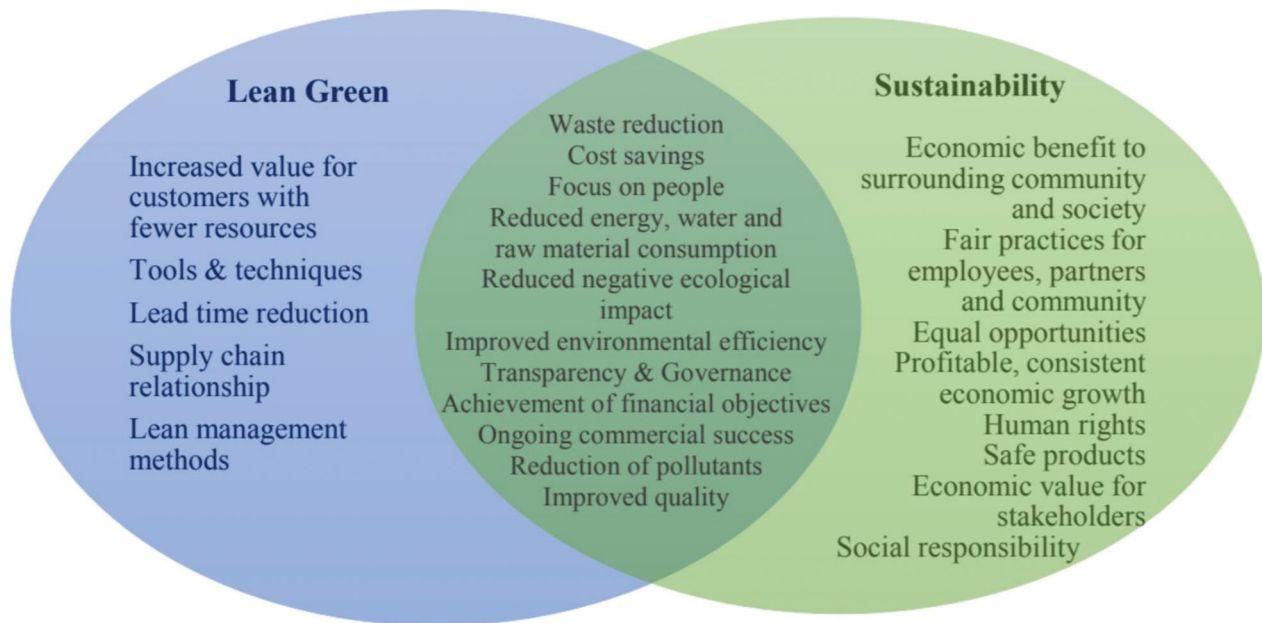 Lean Green
Increased value for
customers with
fewer resources
Tools & techniques
Lead time reduction
Supply chain
relationship
Lean management
methods
Waste reduction
Cost savings
Focus on people
Reduced energy, water and
raw material consumption
Reduced negative ecological
impact
Improved environmental efficiency
Transparency & Governance
Achievement of financial objectives
Ongoing commercial success
Reduction of pollutants
Improved quality
Sustainability
Economic benefit to
surrounding community
and society
Fair practices for
employees, partners
and community
Equal opportunities
Profitable, consistent
economic growth
Human rights
Safe products
Economic value for
stakeholders
Social responsibility